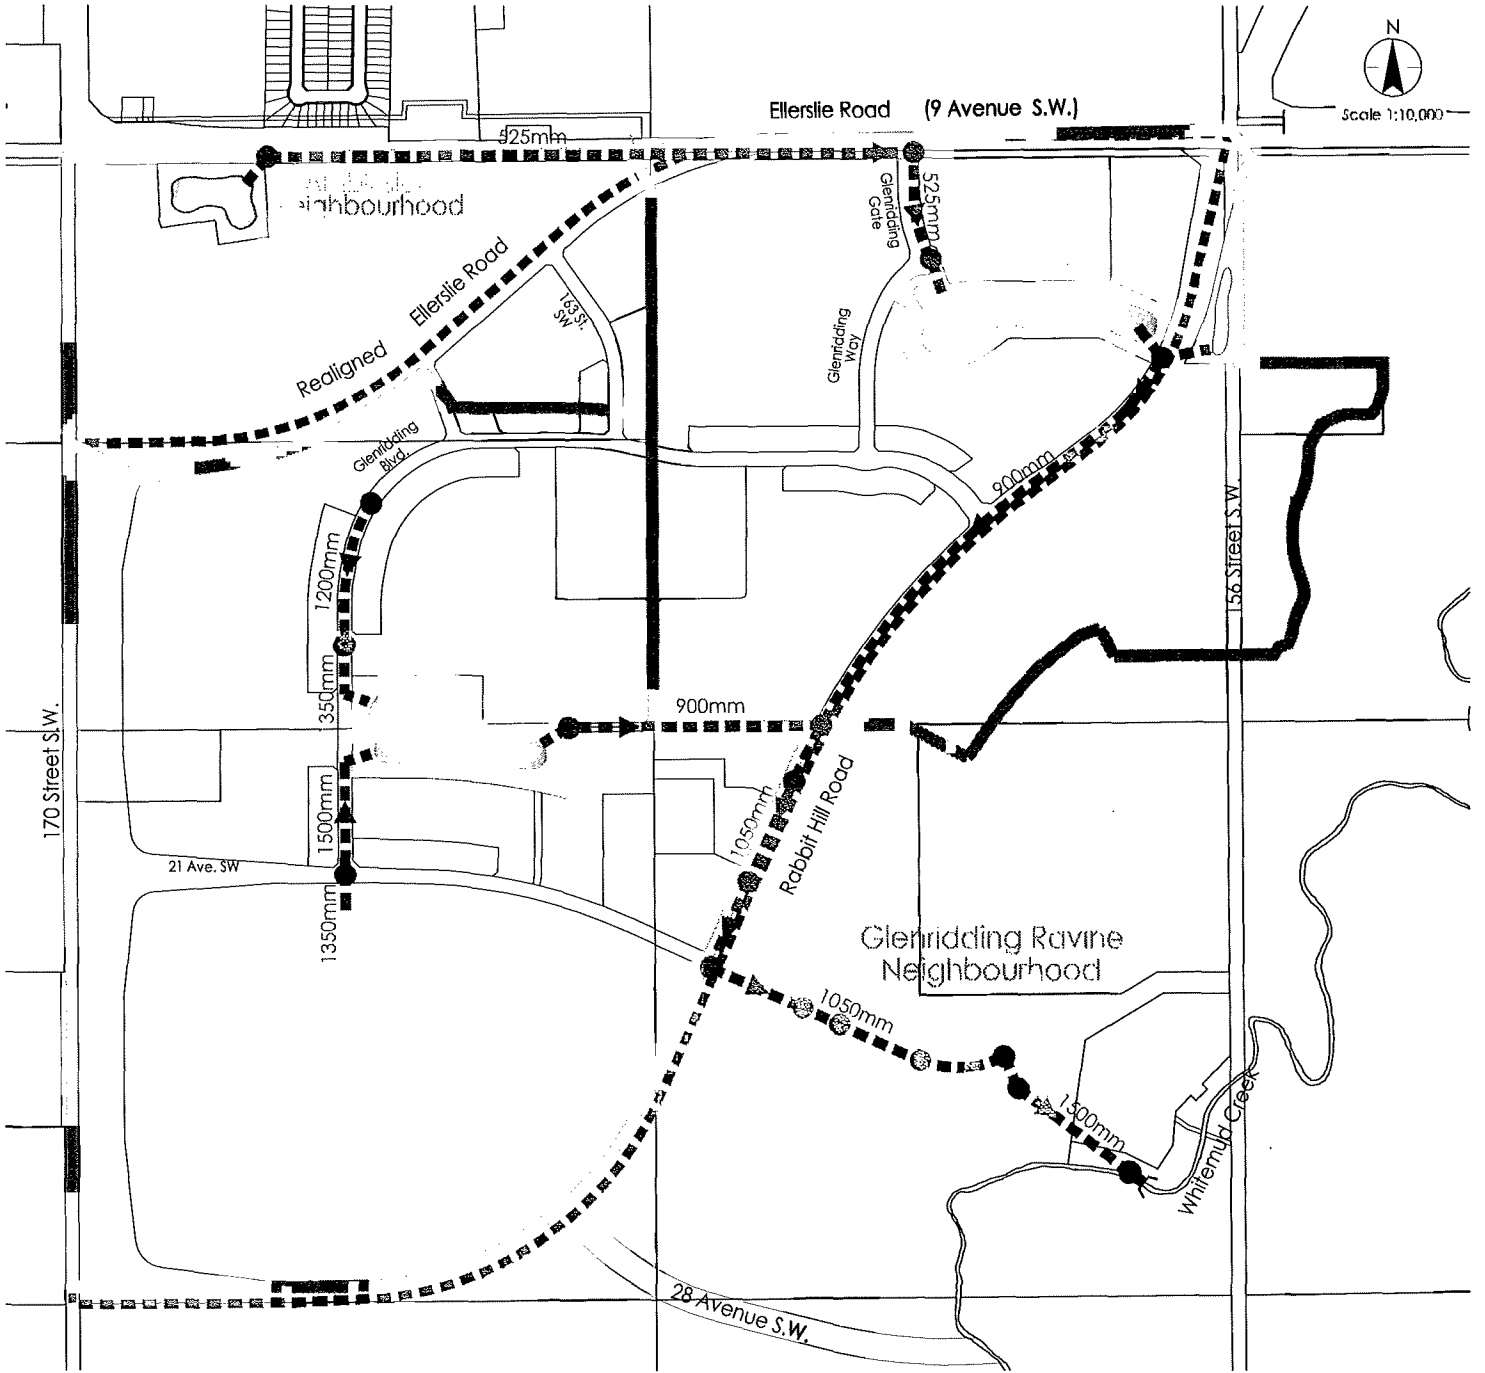 N
Scale 1:10,000
Ellerslie Road (9 Avenue S.W.)
525mm
Neighbourhood
Glenridding
Gate
525mm
Realigned Ellerslie Road
163 St.
SW
Glenridding
Way
Glenridding
Blvd.
900mm
156 Street S.W.
1200mm
350mm
900mm
170 Street S.W.
1500mm
1050mm
Rabbit Hill Road
21 Ave. SW
1350mm
Glenridding Ravine
Neighbourhood
1050mm
1500mm
Whitemud Creek
28 Avenue S.W.